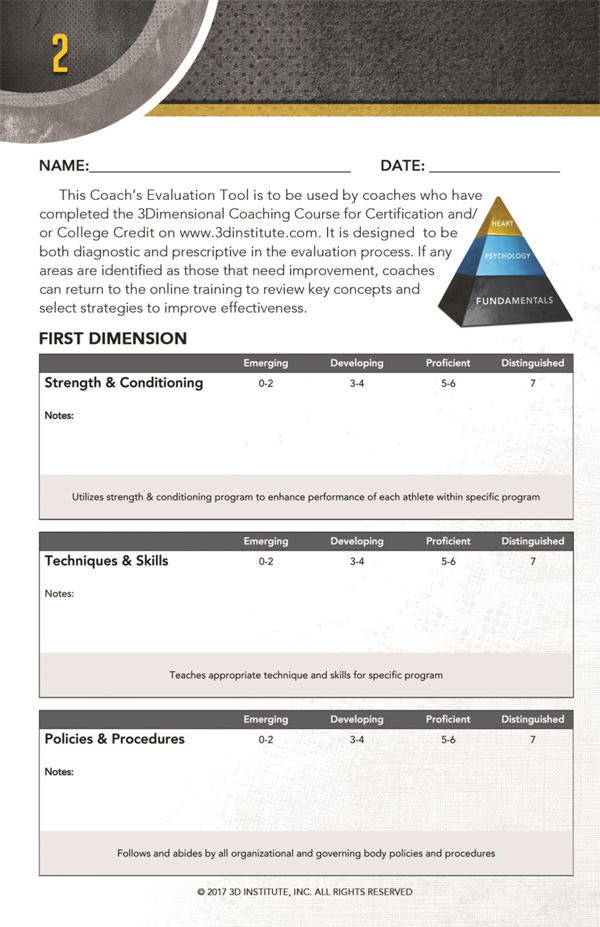 2
NAME:
DATE:
This Coach's Evaluation Tool is to be used by coaches who have
completed the 3Dimensional Coaching Course for Certification and/
or College Credit on www.3dinstitute.com. It is designed to be
both diagnostic and prescriptive in the evaluation process. If any
areas are identified as those that need improvement, coaches
can return to the online training to review key concepts and
select strategies to improve effectiveness.
HEART
PSYCHOLOGY
FUNDAMENTALS
FIRST DIMENSION
Emerging Developing Proficient Distinguished
Strength & Conditioning 0-2 3-4 5-6 7
Notes:
Utilizes strength & conditioning program to enhance performance of each athlete within specific program
Emerging Developing Proficient Distinguished
Techniques & Skills 0-2 3-4 5-6 7
Notes:
Teaches appropriate technique and skills for specific program
Emerging Developing Proficient Distinguished
Policies & Procedures 0-2 3-4 5-6 7
Notes:
Follows and abides by all organizational and governing body policies and procedures
© 2017 3D INSTITUTE, INC. ALL RIGHTS RESERVED